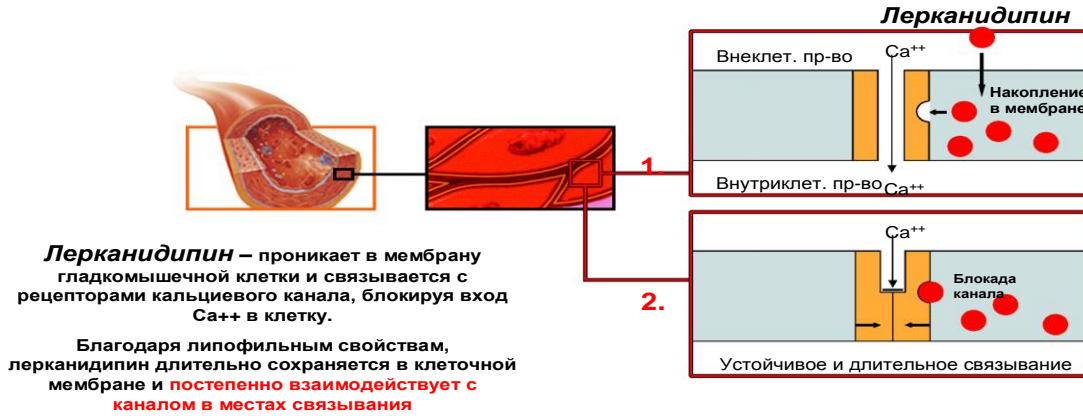 Лерканидипин
Внеклет. пр-во
Ca++
Накопление
в мембране
1.
Внутриклет. пр-во
Ca++
Лерканидипин – проникает в мембрану
гладкомышечной клетки и связывается с
рецепторами кальциевого канала, блокируя вход
Са++ в клетку.
Благодаря липофильным свойствам,
лерканидипин длительно сохраняется в клеточной
мембране и постепенно взаимодействует с
каналом в местах связывания
Ca++
2.
Блокада
канала
Устойчивое и длительное связывание